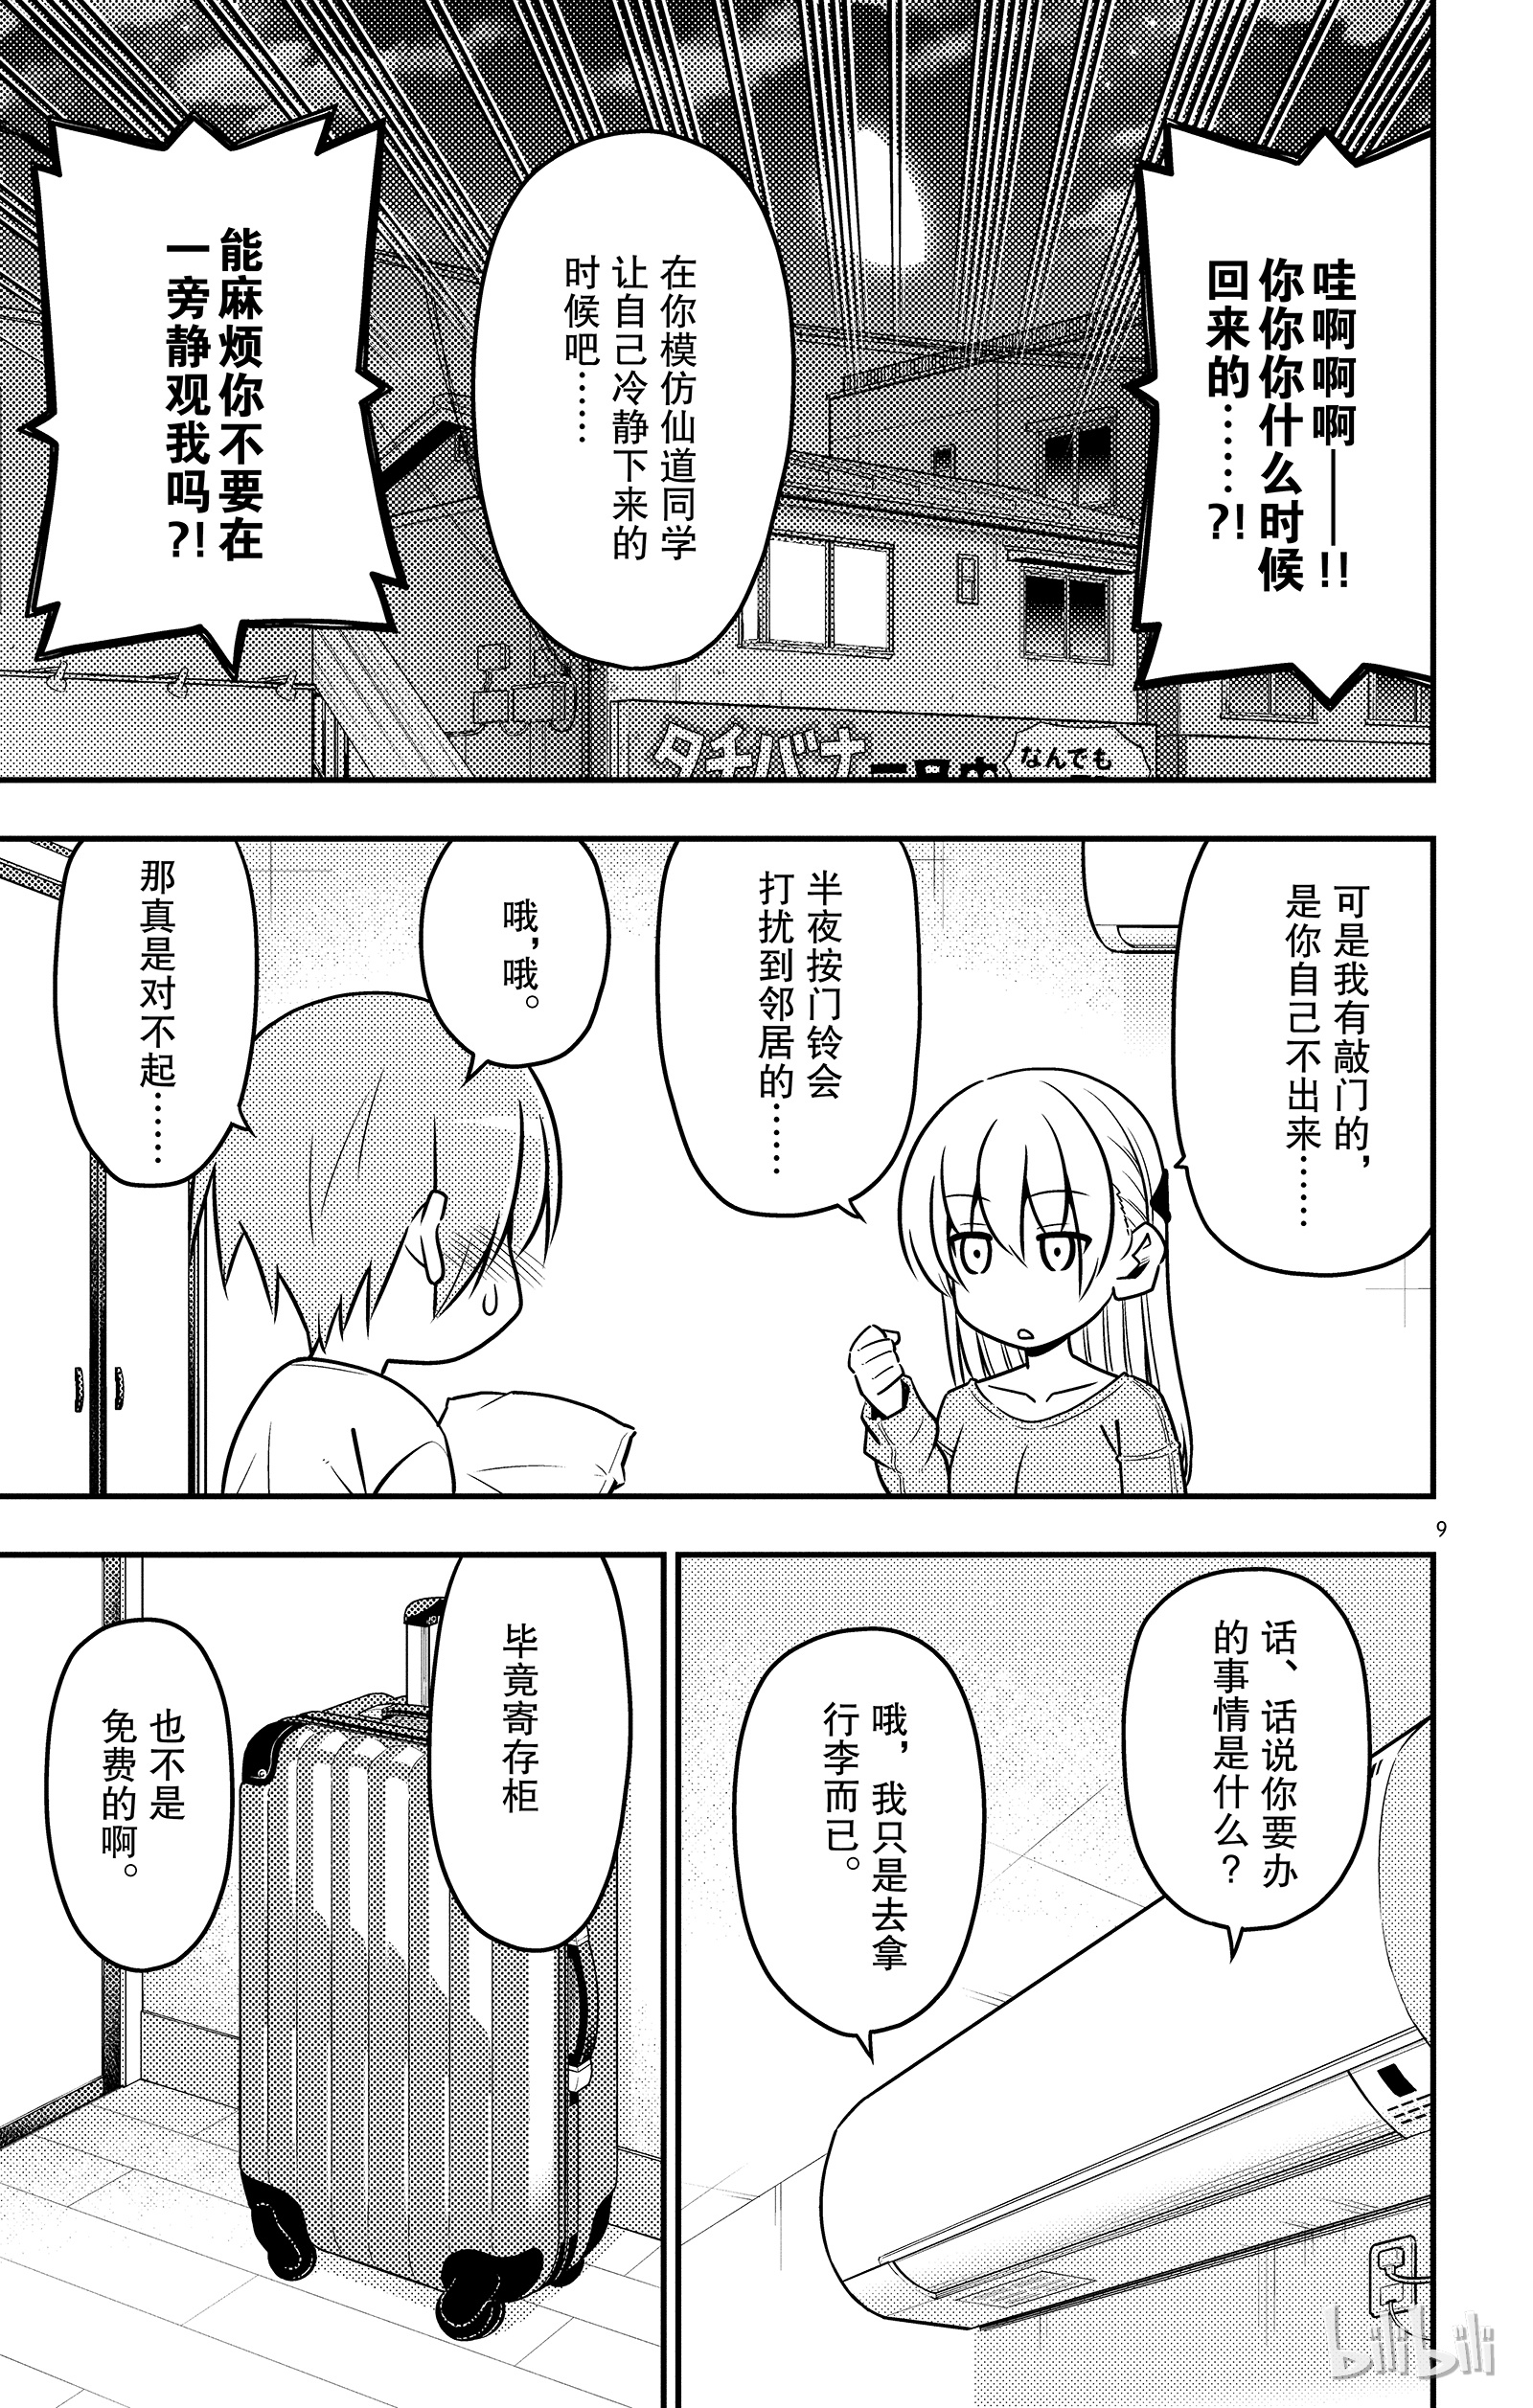 哇啊啊啊——!!
你你你什么时候
回来的……?!
在你模仿仙道同学
让自己冷静下来的
时候吧……
能麻烦你不要在
一旁静观我吗?!
タチバナ
なんでも
可是我有敲门的,
是你自己不出来……
半夜按门铃会
打扰到邻居的……
哦,哦。
那真是对不起……
9
话、话说你要办
的事情是什么?
哦,我只是去拿
行李而已。
毕竟寄存柜
也不是
免费的啊。
bilibili